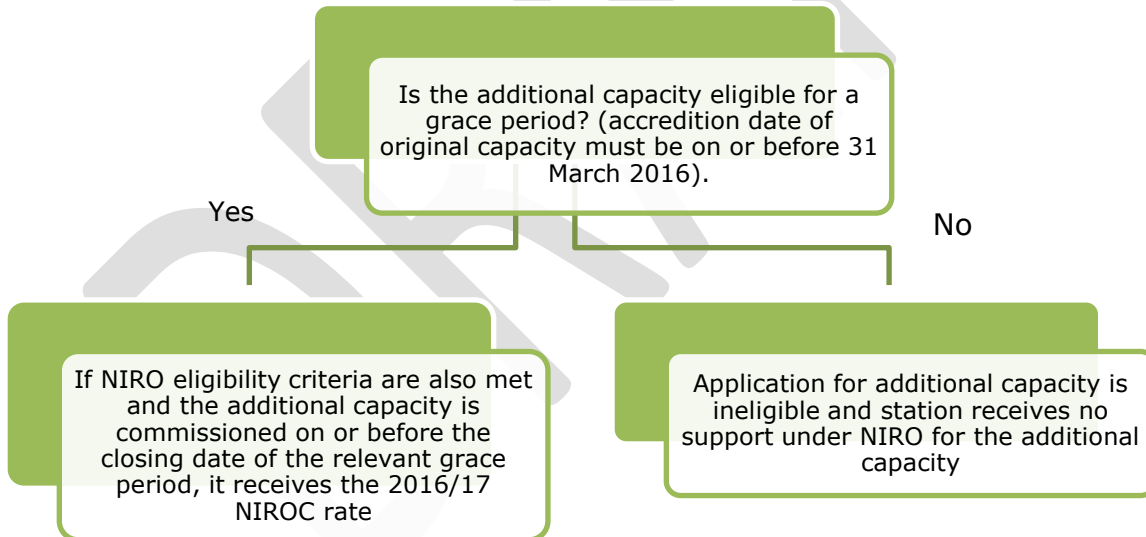 Is the additional capacity eligible for a
grace period? (accredition date of
original capacity must be on or before 31
March 2016).
Yes
No
If NIRO eligibility criteria are also met
and the additional capacity is
commissioned on or before the
closing date of the relevant grace
period, it receives the 2016/17
NIROC rate
Application for additional capacity is
ineligible and station receives no
support under NIRO for the additional
capacity